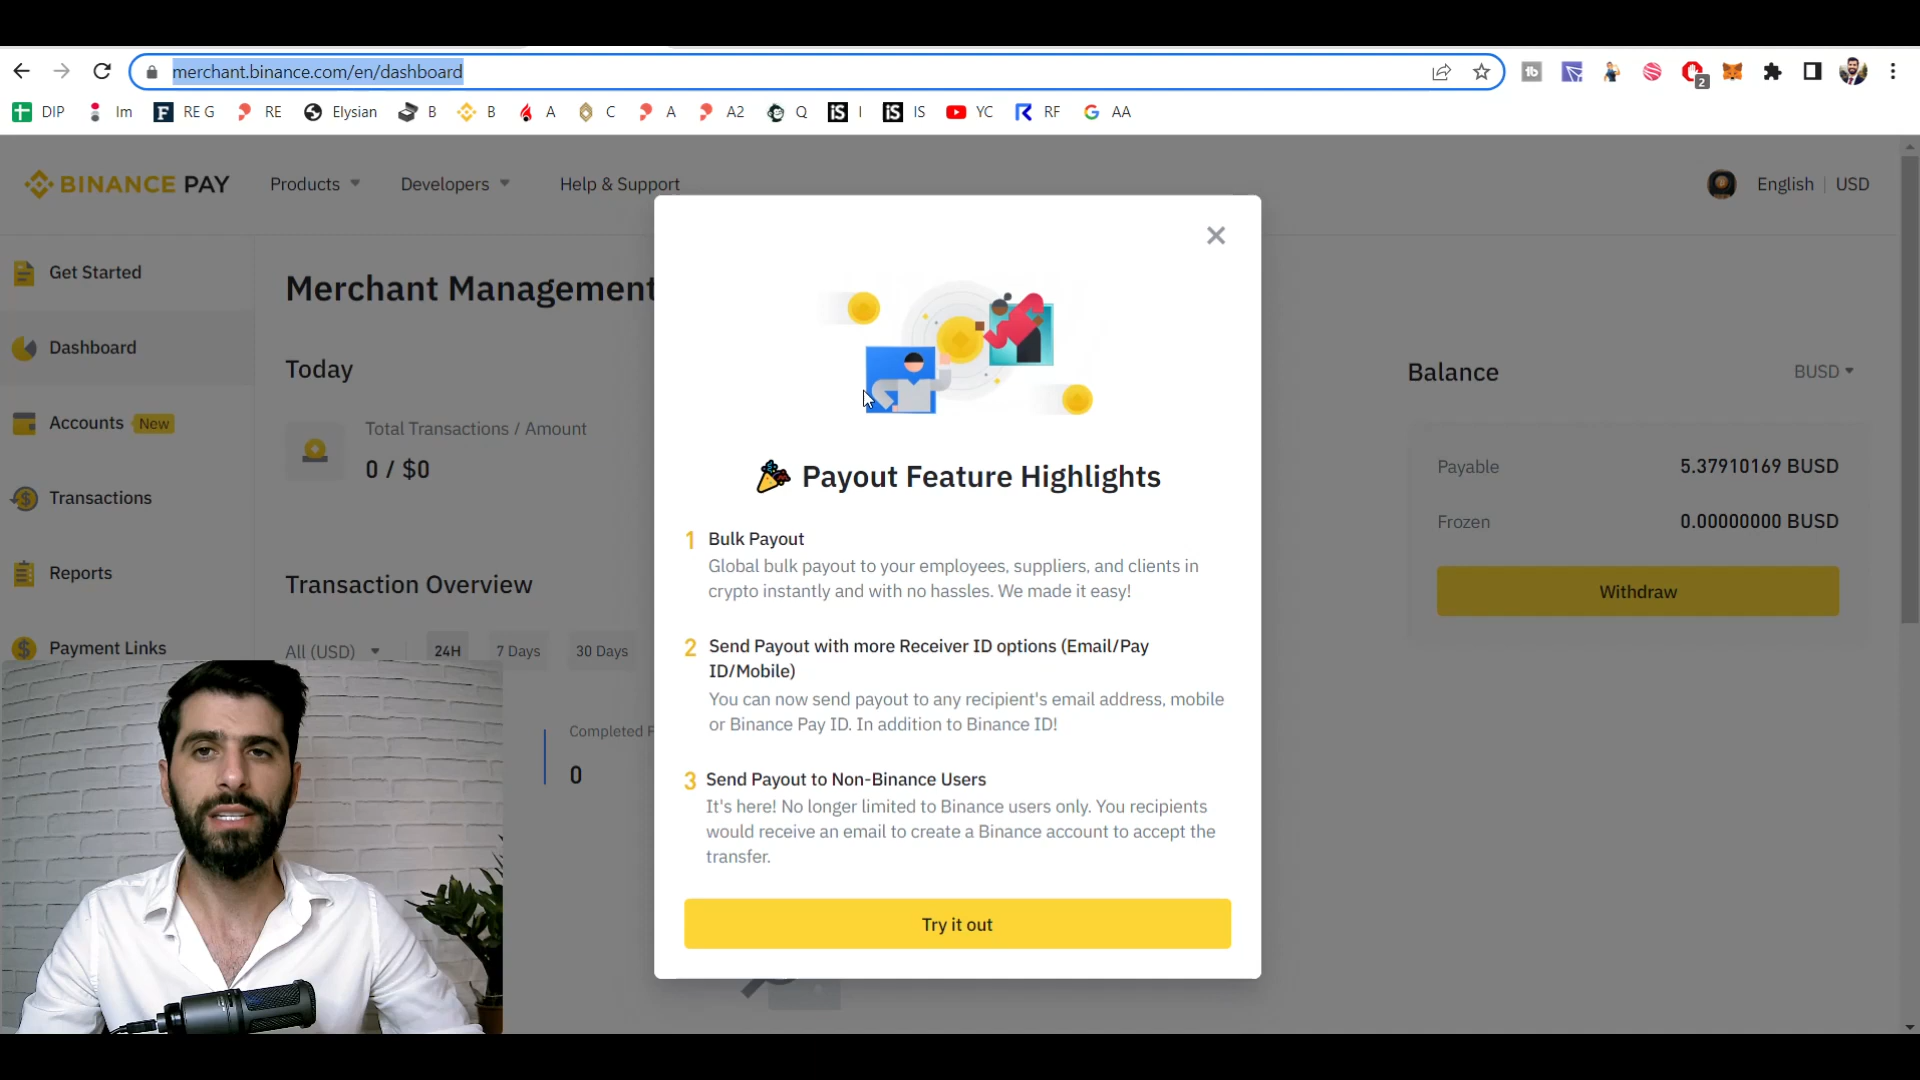 merchant.binance.com/en/dashboard
tb
2
DIP
Im
F RE G
RE
Elysian
B
B
A
C
A
A2
Q
iS I
iS IS
YC
RF
G AA
BINANCE PAY
Products
Developers
Help & Support
English
USD
Get Started
Dashboard
Accounts New
Transactions
Reports
Payment Links
Merchant Management
Today
Total Transactions / Amount
0 / $0
Transaction Overview
All (USD)
24H
7 Days
30 Days
Completed
0
Payout Feature Highlights
1 Bulk Payout
Global bulk payout to your employees, suppliers, and clients in
crypto instantly and with no hassles. We made it easy!
2 Send Payout with more Receiver ID options (Email/Pay
ID/Mobile)
You can now send payout to any recipient's email address, mobile
or Binance Pay ID. In addition to Binance ID!
3 Send Payout to Non-Binance Users
It's here! No longer limited to Binance users only. You recipients
would receive an email to create a Binance account to accept the
transfer.
Try it out
Balance
BUSD
Payable
5.37910169 BUSD
Frozen
0.00000000 BUSD
Withdraw